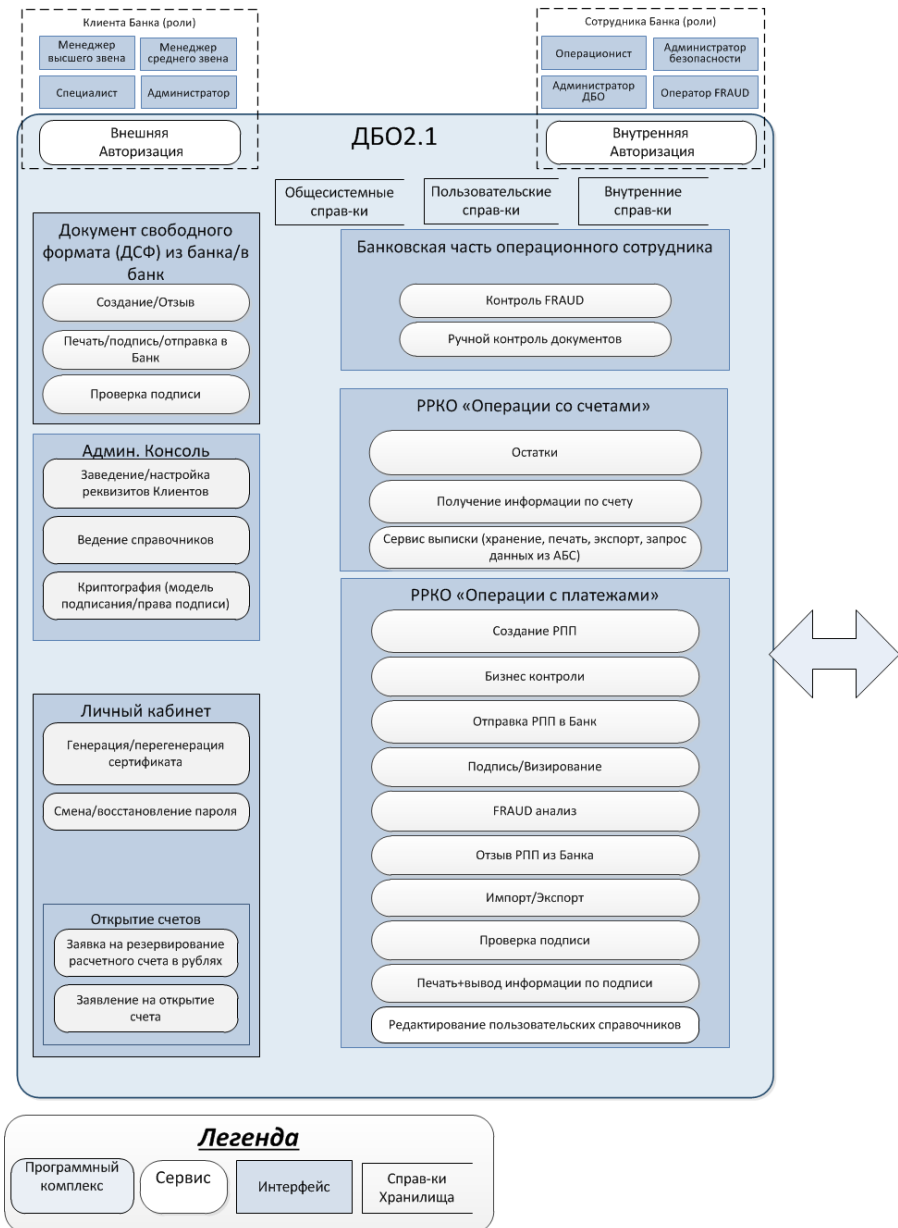 Клиента Банка (роли)
Менеджер
высшего звена
Менеджер
среднего звена
Специалист
Администратор
Внешняя
Авторизация
Сотрудника Банка (роли)
Операционист
Администратор
безопасности
Администратор
ДБО
Оператор FRAUD
Внутренняя
Авторизация
ДБО2.1
Общесистемные
справ-ки
Пользовательские
справ-ки
Внутренние
справ-ки
Документ свободного
формата (ДСФ) из банка/в
банк
Создание/Отзыв
Печать/подпись/отправка в
Банк
Проверка подписи
Админ. Консоль
Заведение/настройка
реквизитов Клиентов
Ведение справочников
Криптография (модель
подписания/права подписи)
Личный кабинет
Генерация/перегенерация
сертификата
Смена/восстановление пароля
Открытие счетов
Заявка на резервирование
расчетного счета в рублях
Заявление на открытие
счета
Банковская часть операционного сотрудника
Контроль FRAUD
Ручной контроль документов
РРКО «Операции со счетами»
Остатки
Получение информации по счету
Сервис выписки (хранение, печать, экспорт, запрос
данных из АБС)
РРКО «Операции с платежами»
Создание РПП
Бизнес контроли
Отправка РПП в Банк
Подпись/Визирование
FRAUD анализ
Отзыв РПП из Банка
Импорт/Экспорт
Проверка подписи
Печать+вывод информации по подписи
Редактирование пользовательских справочников
Легенда
Программный
комплекс
Сервис
Интерфейс
Справ-ки
Хранилища